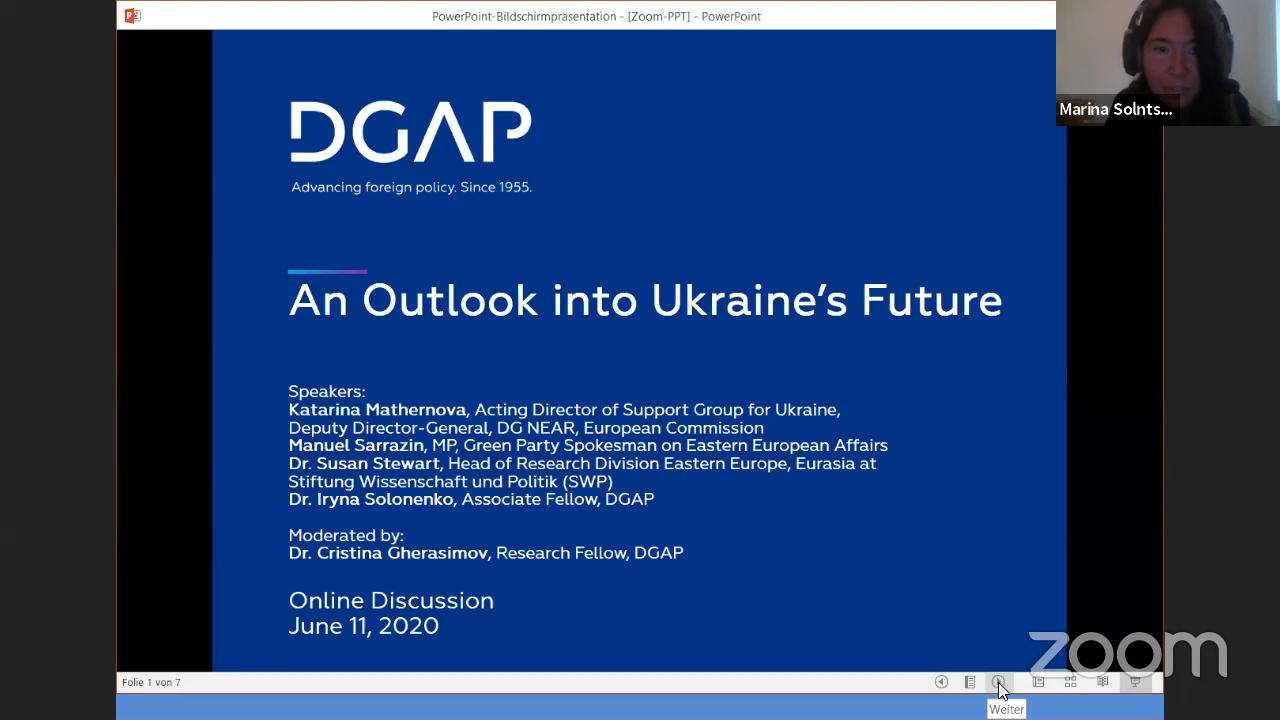 PowerPoint-Bildschirmpräsentation - [Zoom-PPT] - PowerPoint
Marina Solnts...
DGAP
Advancing foreign policy. Since 1955.
An Outlook into Ukraine's Future
Speakers:
Katarina Mathernova, Acting Director of Support Group for Ukraine,
Deputy Director-General, DG NEAR, European Commission
Manuel Sarrazin, MP, Green Party Spokesman on Eastern European Affairs
Dr. Susan Stewart, Head of Research Division Eastern Europe, Eurasia at
Stiftung Wissenschaft und Politik (SWP)
Dr. Iryna Solonenko, Associate Fellow, DGAP
Moderated by:
Dr. Cristina Gherasimov, Research Fellow, DGAP
Online Discussion
June 11, 2020
zoom
Folie 1 von 7
Weiter